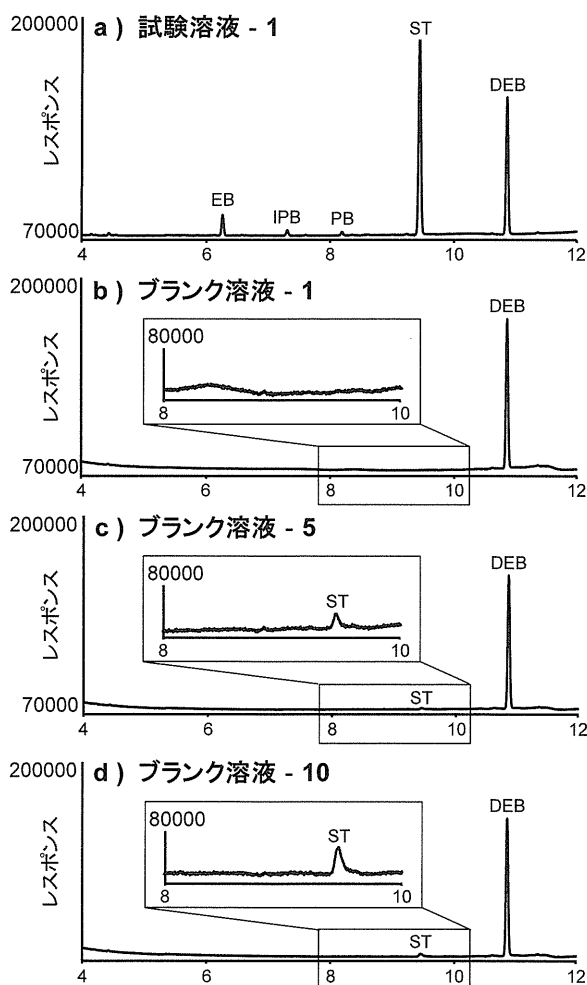 200000
a) 試験溶液 - 1
ST
DEB
レスポンス
EB
IPB
PB
70000
4 6 8 10 12
200000
b) ブランク溶液 - 1
DEB
レスポンス
80000
8 10
70000
4 6 8 10 12
200000
c) ブランク溶液 - 5
DEB
レスポンス
80000
ST
8 10
ST
70000
4 6 8 10 12
200000
d) ブランク溶液 - 10
DEB
レスポンス
80000
ST
8 10
ST
70000
4 6 8 10 12